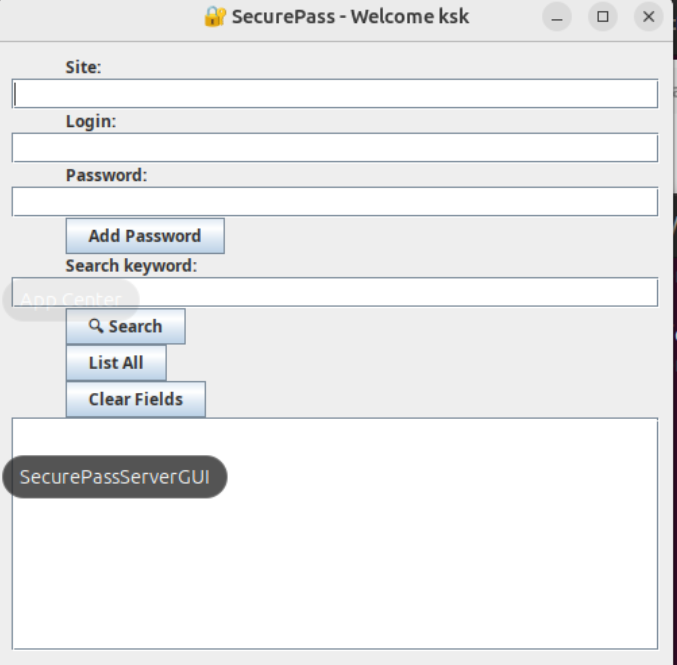 🔐 SecurePass - Welcome ksk
Site:
Login:
Password:
Add Password
Search keyword:
App Center
🔍 Search
List All
Clear Fields
SecurePassServerGUI